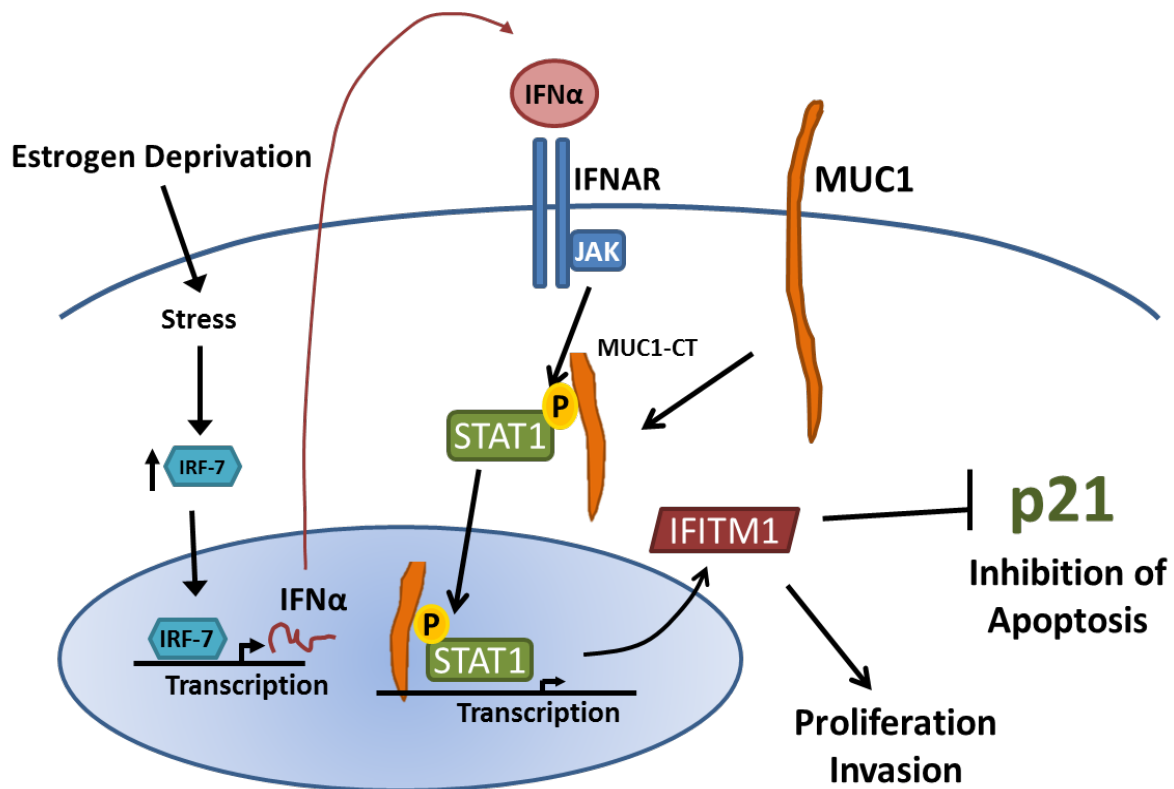 IFNα
Estrogen Deprivation
IFNAR
MUC1
JAK
Stress
MUC1-CT
P
STAT1
IRF-7
IFITM1
p21
Inhibition of
Apoptosis
IFNα
P
IRF-7
STAT1
Transcription
Transcription
Proliferation
Invasion